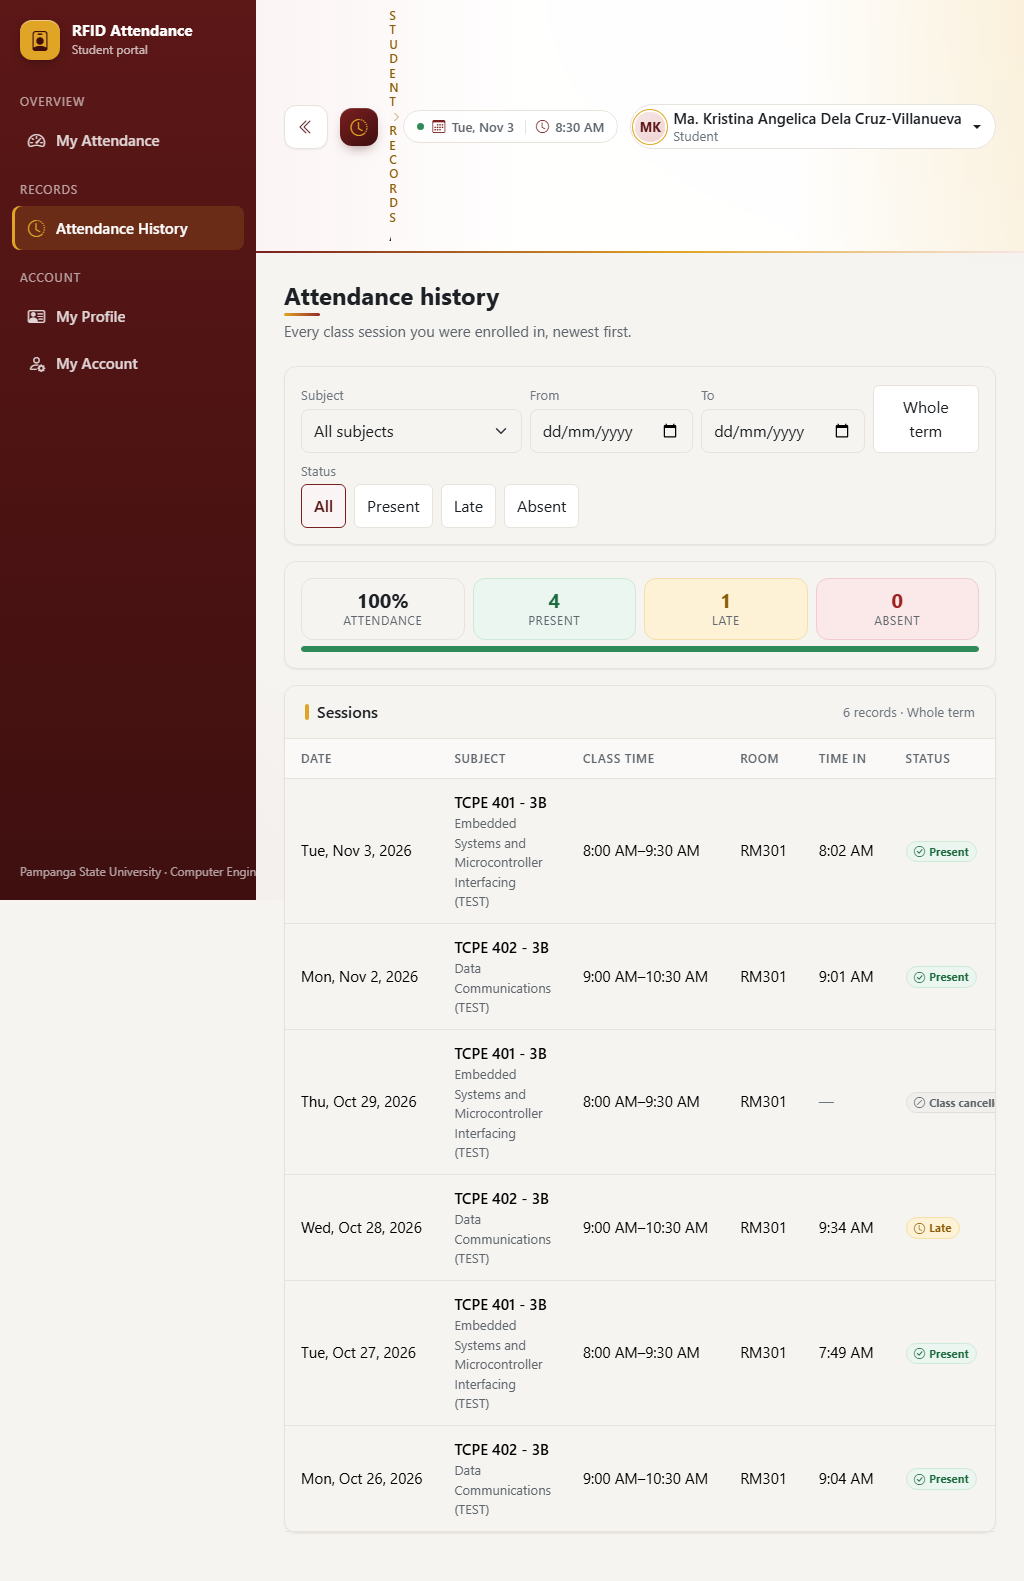 RFID Attendance
Student portal
OVERVIEW
My Attendance
RECORDS
Attendance History
ACCOUNT
My Profile
My Account
Pampanga State University · Computer Engin
STUDENT
RECORDS
Tue, Nov 3
8:30 AM
MK
Ma. Kristina Angelica Dela Cruz-Villanueva
Student
Attendance history
Every class session you were enrolled in, newest first.
Subject
All subjects
From
dd/mm/yyyy
To
dd/mm/yyyy
Whole
term
Status
All Present Late Absent
100%
ATTENDANCE
4
PRESENT
1
LATE
0
ABSENT
Sessions
6 records · Whole term
DATE SUBJECT CLASS TIME ROOM TIME IN STATUS
TCPE 401 - 3B
Embedded
Systems and
Microcontroller
Interfacing
(TEST)
Tue, Nov 3, 2026 8:00 AM–9:30 AM RM301 8:02 AM Present
TCPE 402 - 3B
Data
Communications
(TEST)
Mon, Nov 2, 2026 9:00 AM–10:30 AM RM301 9:01 AM Present
TCPE 401 - 3B
Embedded
Systems and
Microcontroller
Interfacing
(TEST)
Thu, Oct 29, 2026 8:00 AM–9:30 AM RM301 — Class cancell
TCPE 402 - 3B
Data
Communications
(TEST)
Wed, Oct 28, 2026 9:00 AM–10:30 AM RM301 9:34 AM Late
TCPE 401 - 3B
Embedded
Systems and
Microcontroller
Interfacing
(TEST)
Tue, Oct 27, 2026 8:00 AM–9:30 AM RM301 7:49 AM Present
TCPE 402 - 3B
Data
Communications
(TEST)
Mon, Oct 26, 2026 9:00 AM–10:30 AM RM301 9:04 AM Present